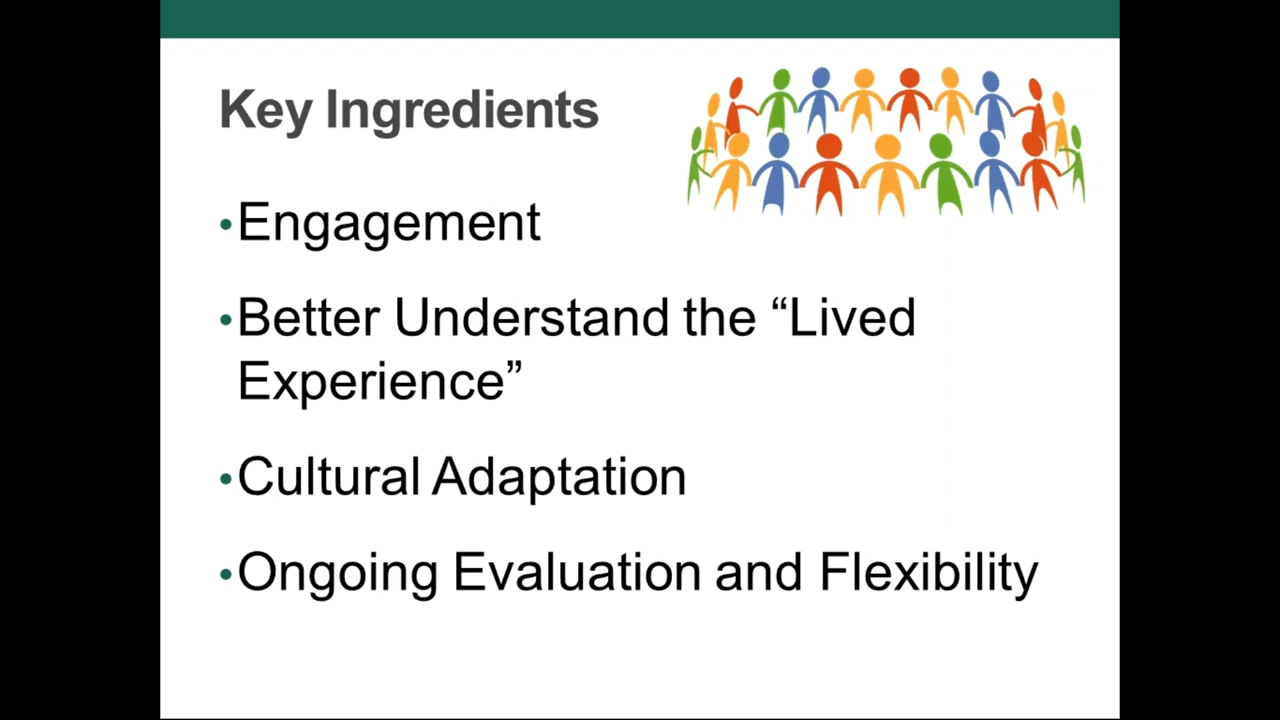 Key Ingredients
•Engagement
•Better Understand the “Lived
Experience”
•Cultural Adaptation
•Ongoing Evaluation and Flexibility